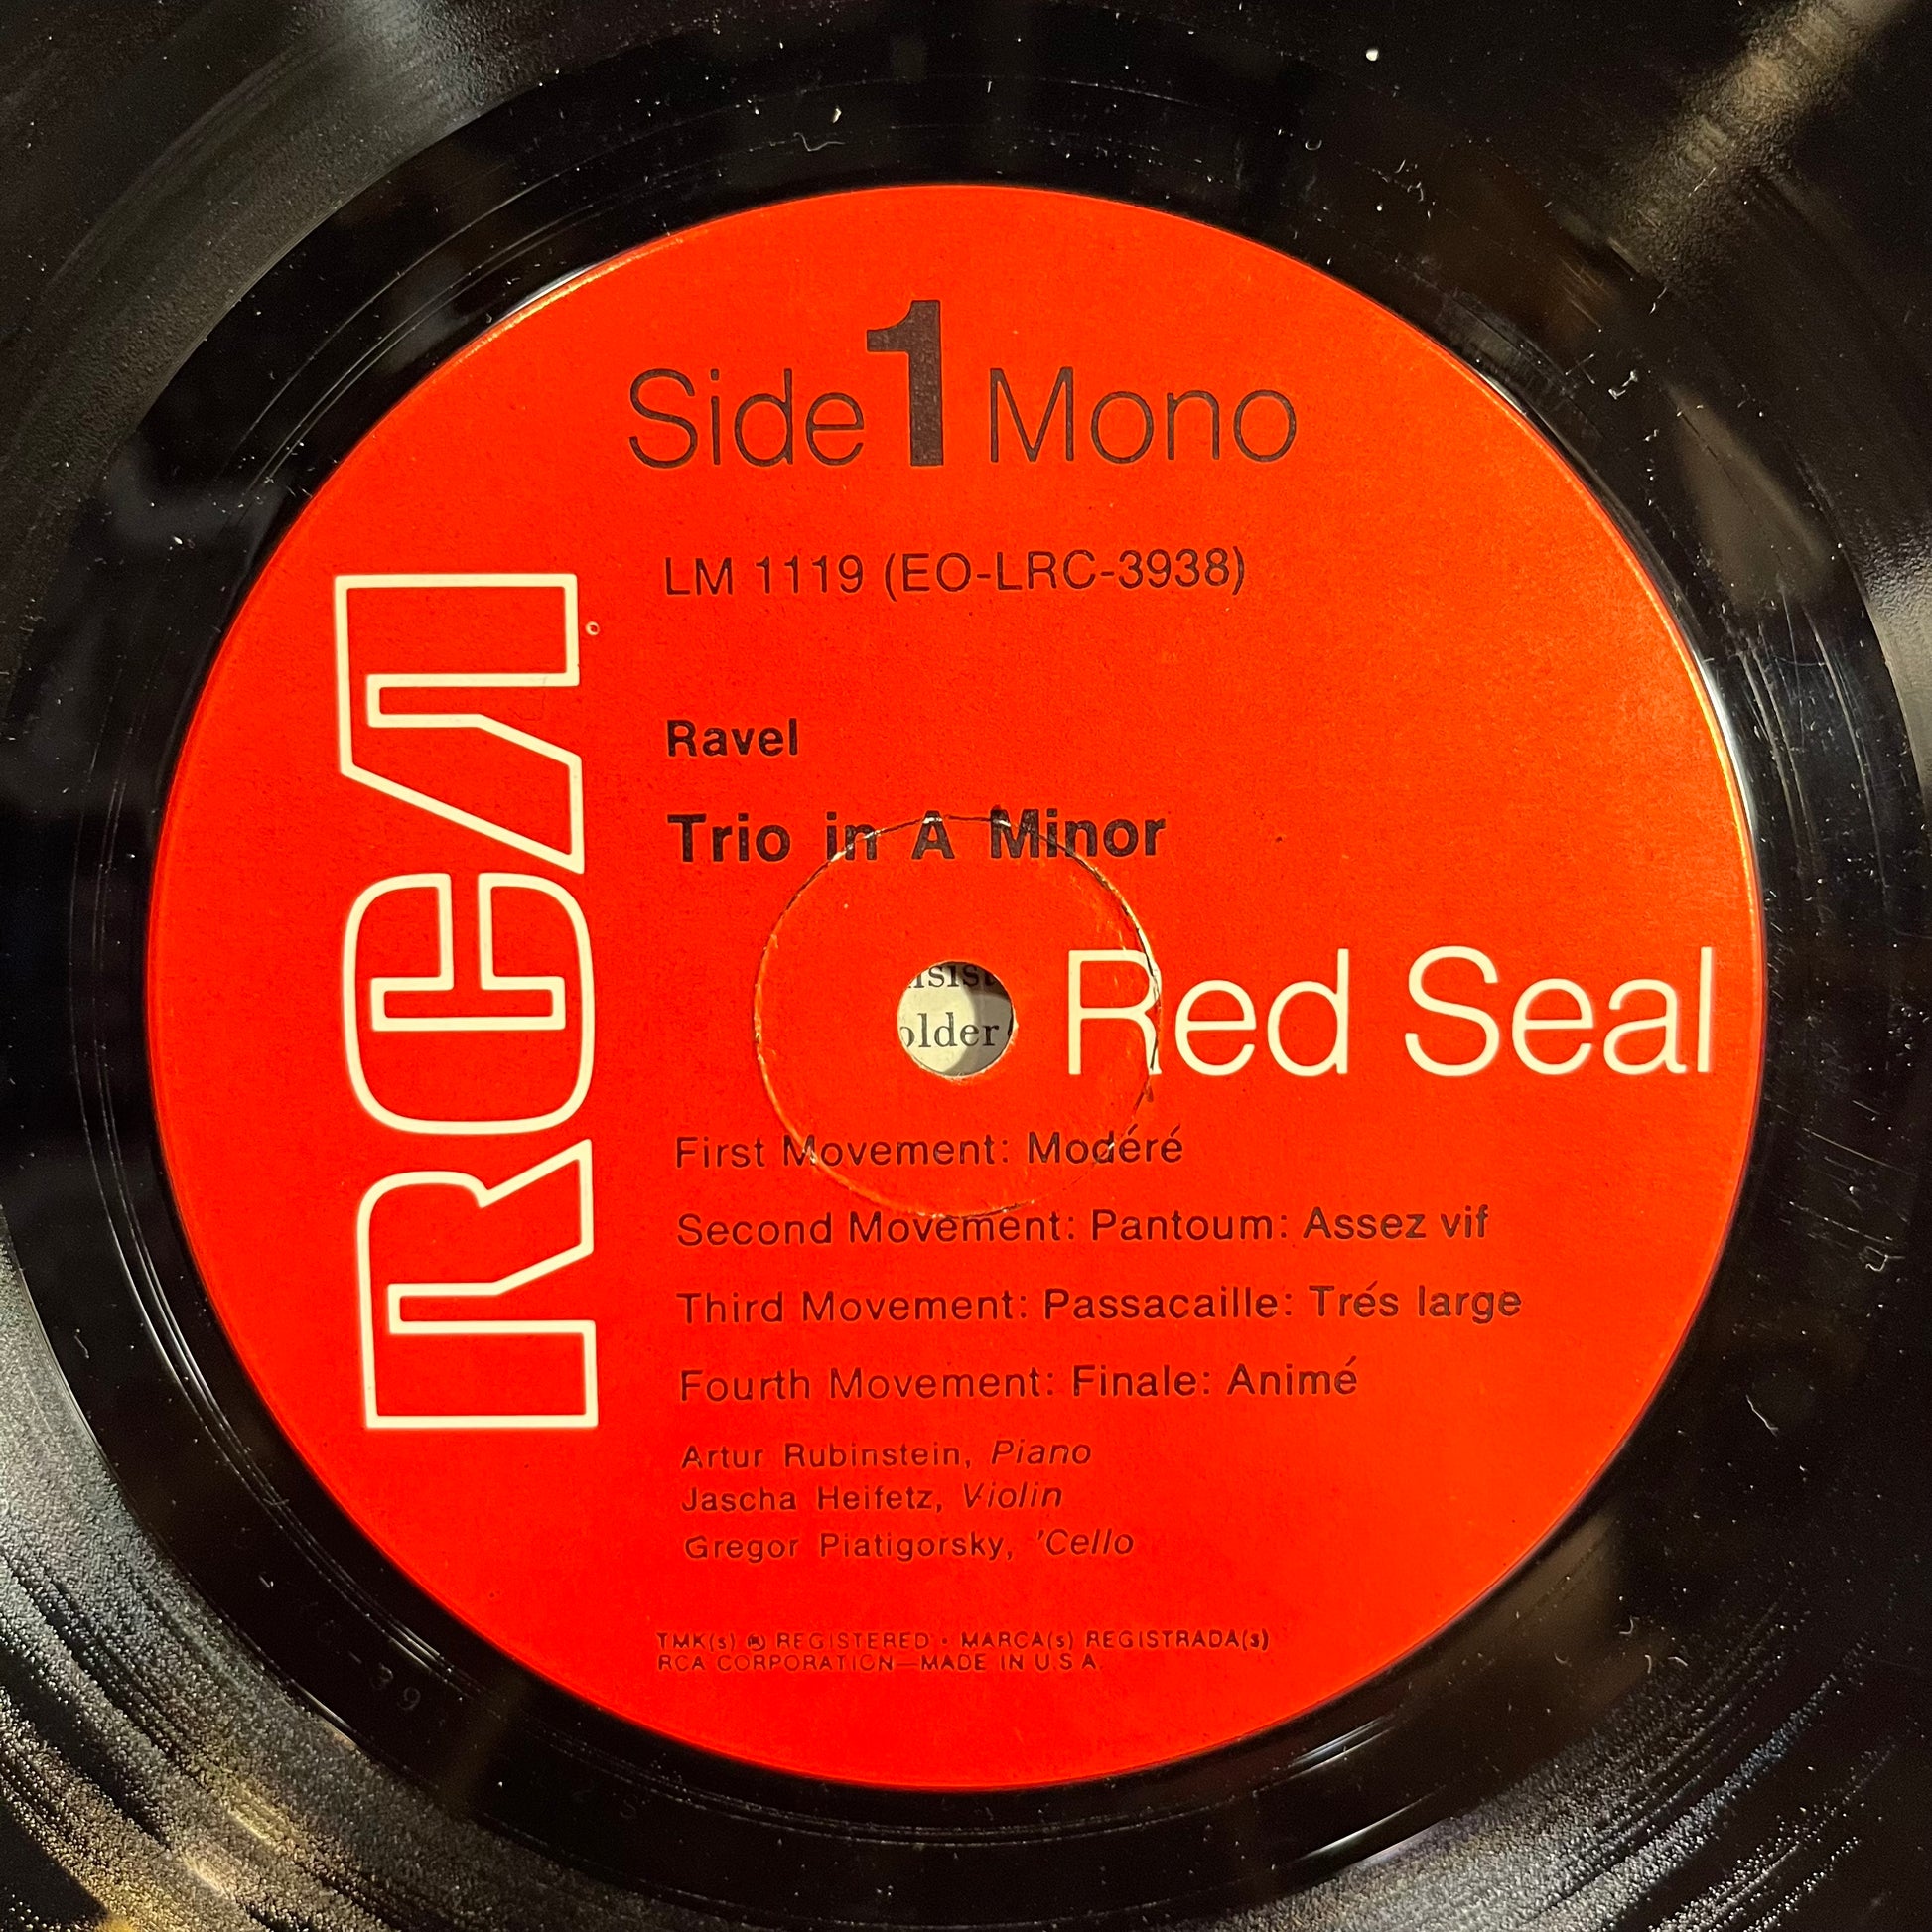 Side 1 Mono
LM 1119 (EO-LRC-3938)
RCA
Ravel
Trio in A Minor
older
Red Seal
First Movement: Modéré
Second Movement: Pantoum: Assez vif
Third Movement: Passacaille: Trés large
Fourth Movement: Finale: Animé
Artur Rubinstein, Piano
Jascha Heifetz, Violin
Gregor Piatigorsky, 'Cello
TMK(s) ® REGISTERED • MARCA(s) REGISTRADA(s)
RCA CORPORATION—MADE IN U S A